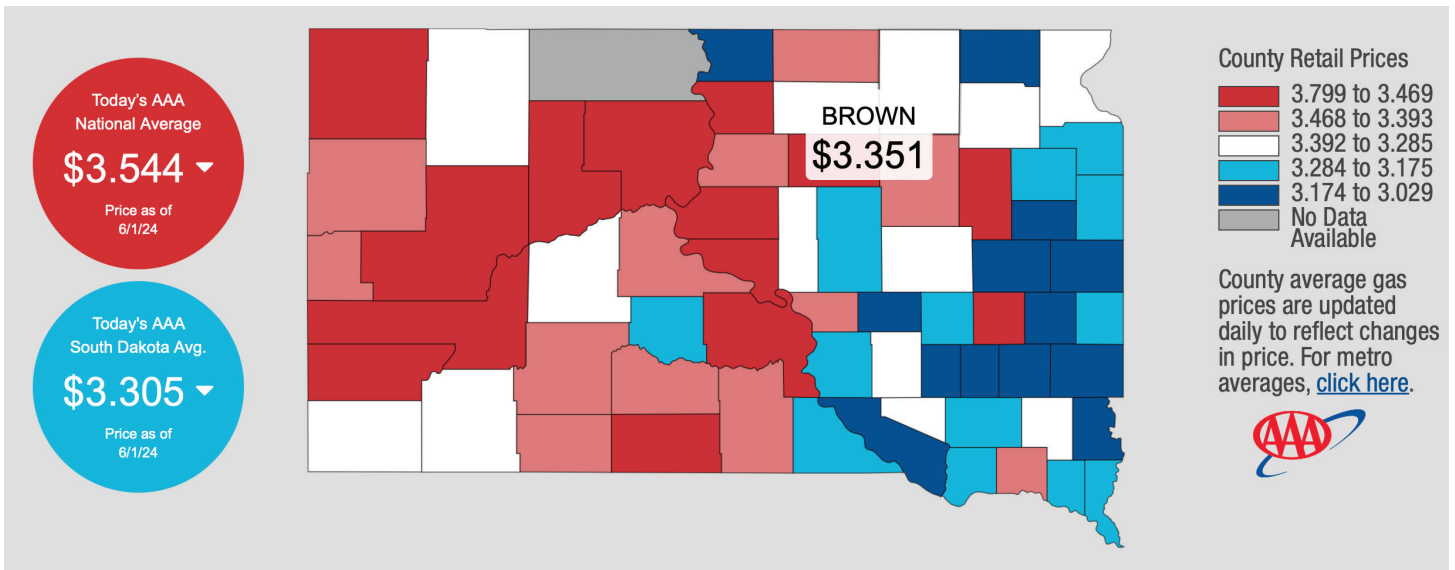 Today's AAA
National Average
$3.544
Price as of
6/1/24
Today's AAA
South Dakota Avg.
$3.305
Price as of
6/1/24
BROWN
$3.351
County Retail Prices
3.799 to 3.469
3.468 to 3.393
3.392 to 3.285
3.284 to 3.175
3.174 to 3.029
No Data
Available
County average gas
prices are updated
daily to reflect changes
in price. For metro
averages, click here.
AAA